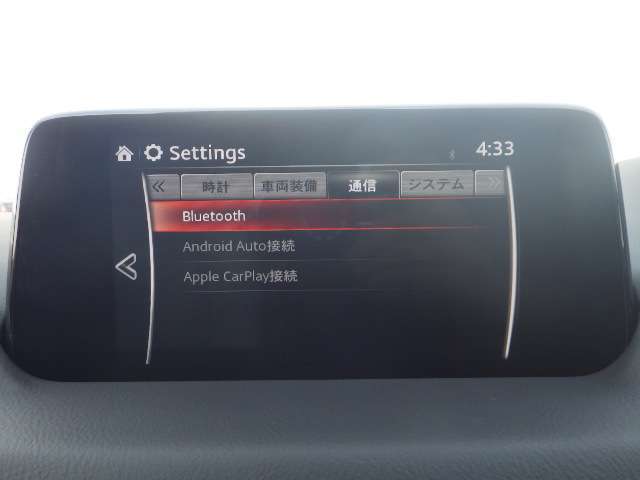 Settings 4:33
時計 車両装備 通信 システム
Bluetooth
Android Auto接続
Apple CarPlay接続